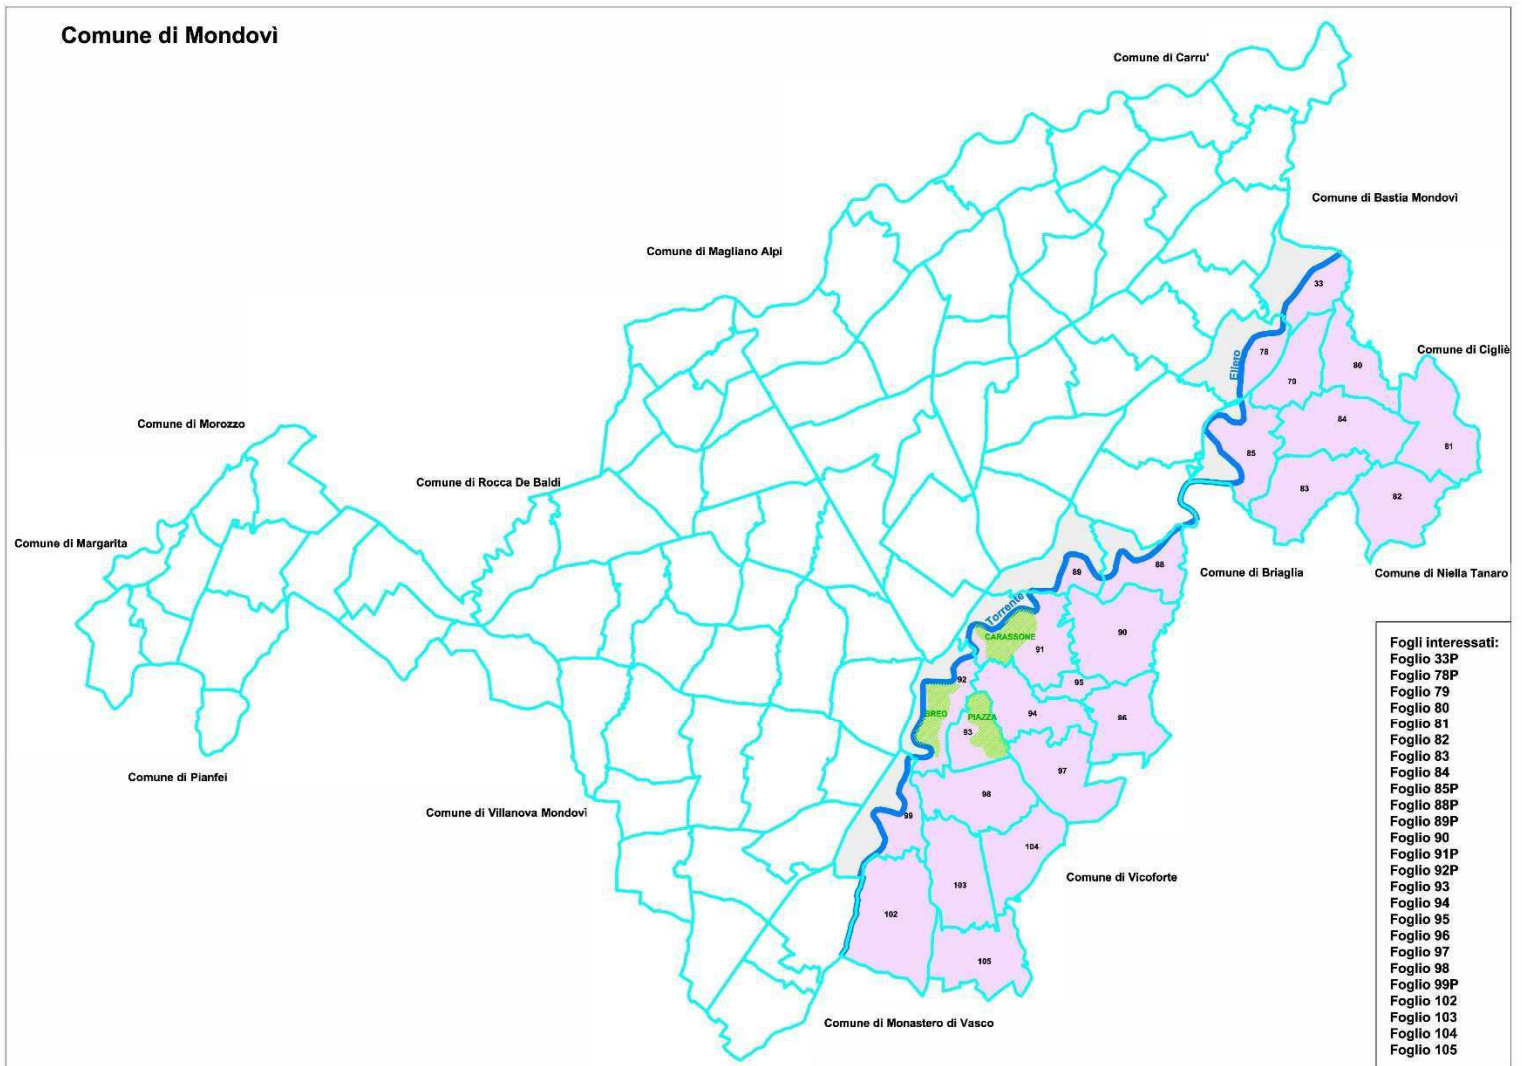 Comune di Mondovì
Comune di Carru'
Comune di Bastia Mondovì
Comune di Magliano Alpi
33
Ellero
78
79
80
Comune di Cigliè
84
81
85
83
82
Comune di Morozzo
Comune di Rocca De Baldi
Comune di Margarita
Comune di Briaglia
Comune di Niella Tanaro
89
88
Torrente
CARASSONE
91
90
92
95
94
96
BREO
PIAZZA
93
97
98
99
Comune di Pianfei
Comune di Villanova Mondovì
104
103
Comune di Vicoforte
102
105
Comune di Monastero di Vasco
Fogli interessati:
Foglio 33P
Foglio 78P
Foglio 79
Foglio 80
Foglio 81
Foglio 82
Foglio 83
Foglio 84
Foglio 85P
Foglio 88P
Foglio 89P
Foglio 90
Foglio 91P
Foglio 92P
Foglio 93
Foglio 94
Foglio 95
Foglio 96
Foglio 97
Foglio 98
Foglio 99P
Foglio 102
Foglio 103
Foglio 104
Foglio 105